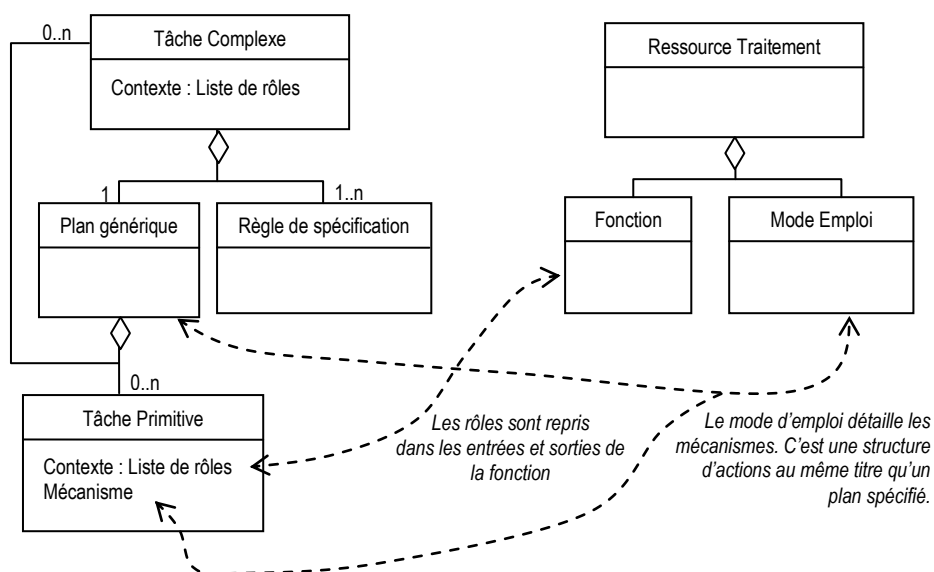 0..n
Tâche Complexe
Contexte : Liste de rôles
Ressource Traitement
1
1..n
Plan générique
Règle de spécification
Fonction
Mode Emploi
0..n
Tâche Primitive
Contexte : Liste de rôles
Mécanisme
Les rôles sont repris
dans les entrées et sorties de
la fonction
Le mode d’emploi détaille les
mécanismes. C’est une structure
d’actions au même titre qu’un
plan spécifié.